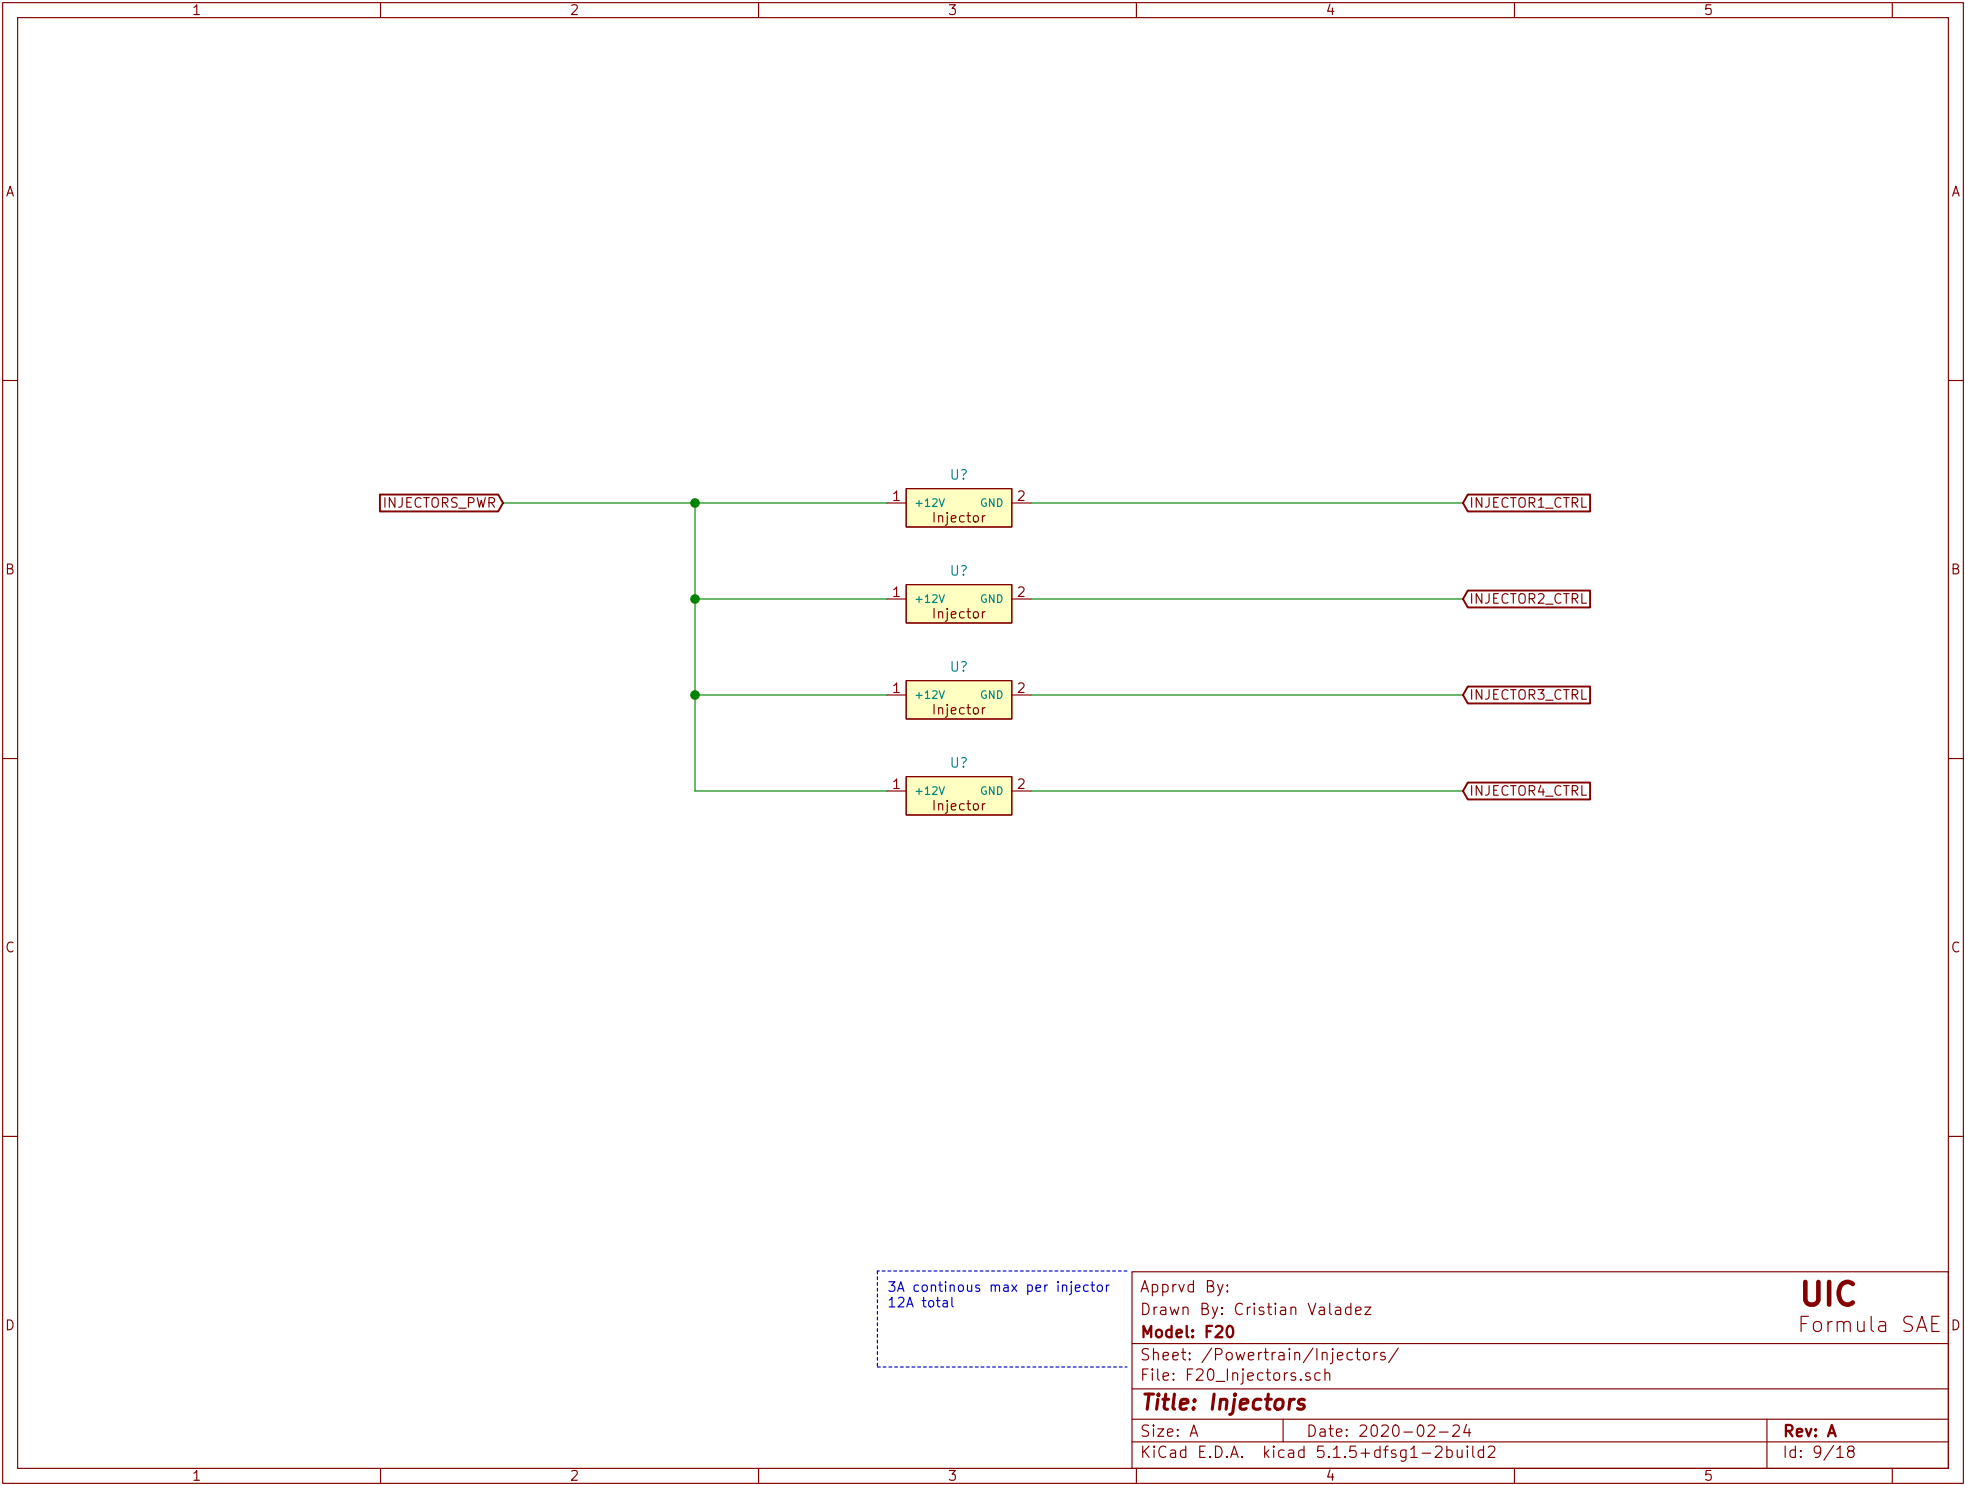 1 2 3 4 5
A A
U?
INJECTORS_PWR 1 +12V GND 2 INJECTOR1_CTRL
Injector
U?
B B
1 +12V GND 2 INJECTOR2_CTRL
Injector
U?
1 +12V GND 2 INJECTOR3_CTRL
Injector
U?
1 +12V GND 2 INJECTOR4_CTRL
Injector
C C
3A continous max per injector
12A total
Apprvd By:
Drawn By: Cristian Valadez
Model: F20
UIC
Formula SAE
D D
Sheet: /Powertrain/Injectors/
File: F20_Injectors.sch
Title: Injectors
Size: A Date: 2020-02-24 Rev: A
KiCad E.D.A. kicad 5.1.5+dfsg1-2build2 Id: 9/18
1 2 3 4 5